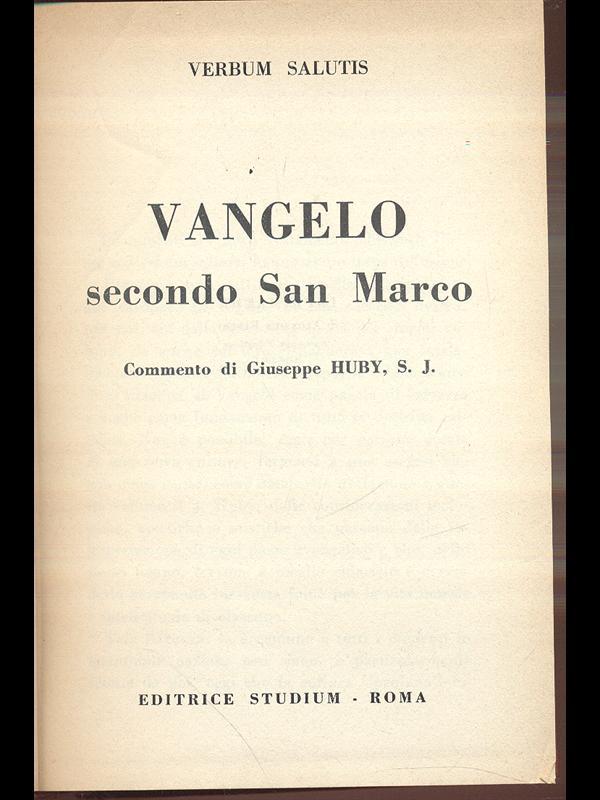 VERBUM SALUTIS
VANGELO
secondo San Marco
Commento di Giuseppe HUBY, S. J.
EDITRICE STUDIUM - ROMA